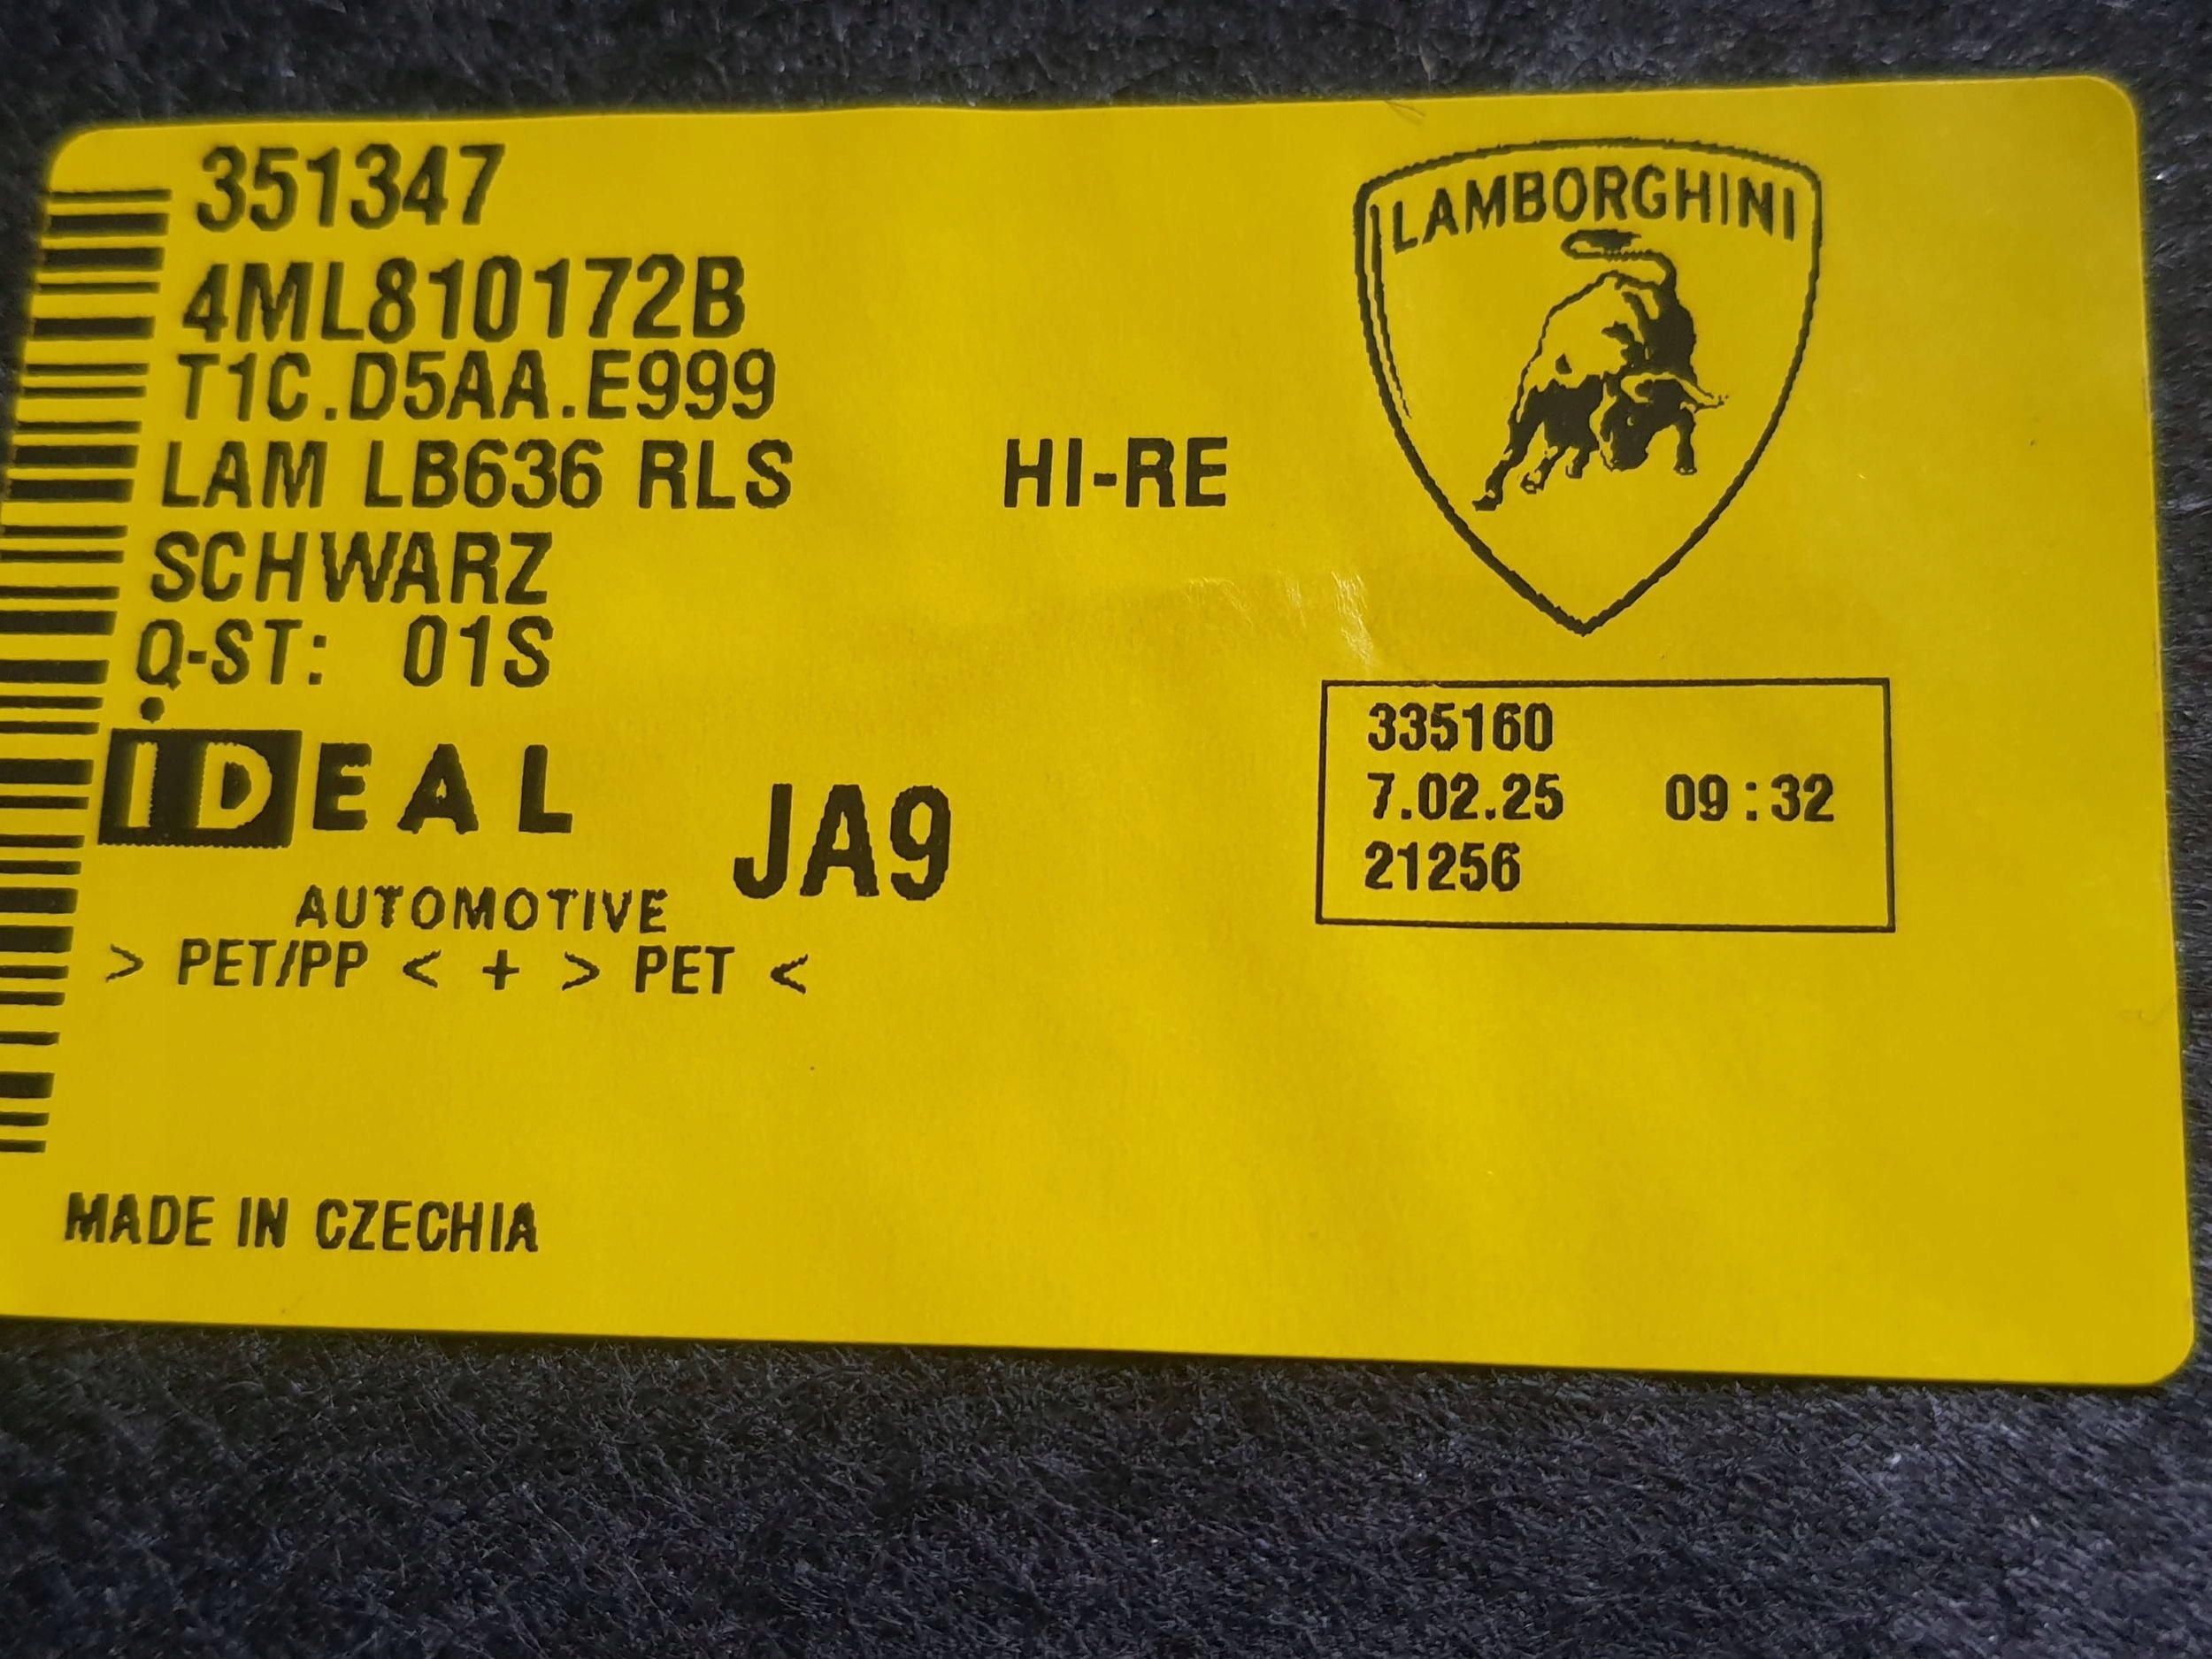 351347
4ML810172B
T1C.D5AA.E999
LAM LB636 RLS HI-RE
SCHWARZ
Q-ST: 01S
iDEAL
AUTOMOTIVE
JA9
> PET/PP < + > PET <
MADE IN CZECHIA
LAMBORGHINI
335160
7.02.25 09:32
21256